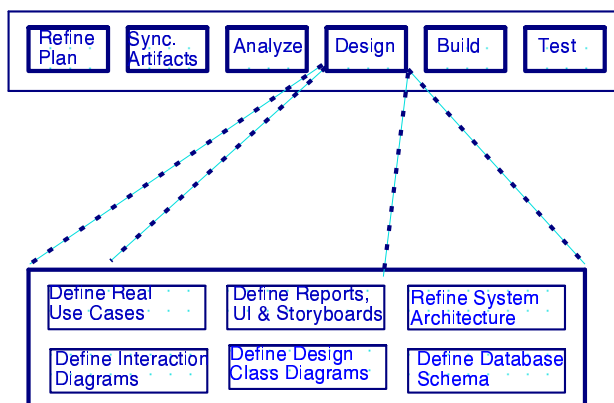 Refine
Plan
Sync.
Artifacts
Analyze
Design
Build
Test
Define Real
Use Cases
Define Reports,
UI & Storyboards
Refine System
Architecture
Define Interaction
Diagrams
Define Design
Class Diagrams
Define Database
Schema